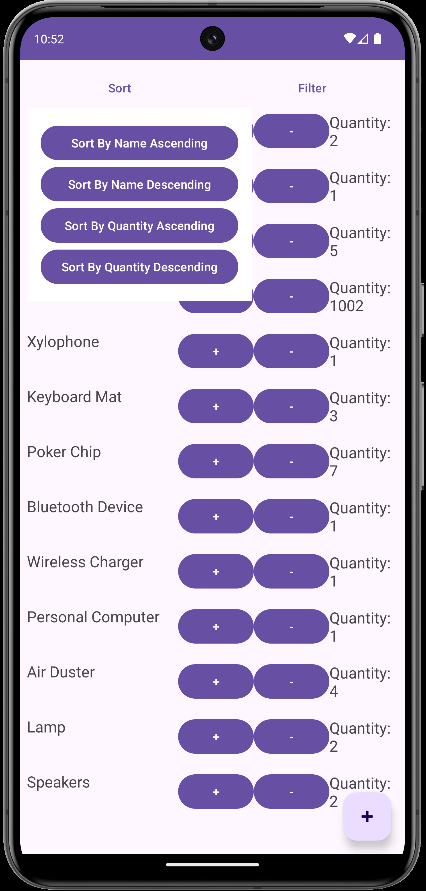 10:52
Sort Filter
Sort By Name Ascending
Sort By Name Descending
Sort By Quantity Ascending
Sort By Quantity Descending
- Quantity:
2
- Quantity:
1
- Quantity:
5
- Quantity:
1002
Xylophone + - Quantity:
1
Keyboard Mat + - Quantity:
3
Poker Chip + - Quantity:
7
Bluetooth Device + - Quantity:
1
Wireless Charger + - Quantity:
1
Personal Computer + - Quantity:
1
Air Duster + - Quantity:
4
Lamp + - Quantity:
2
Speakers + - Quantity:
2
+